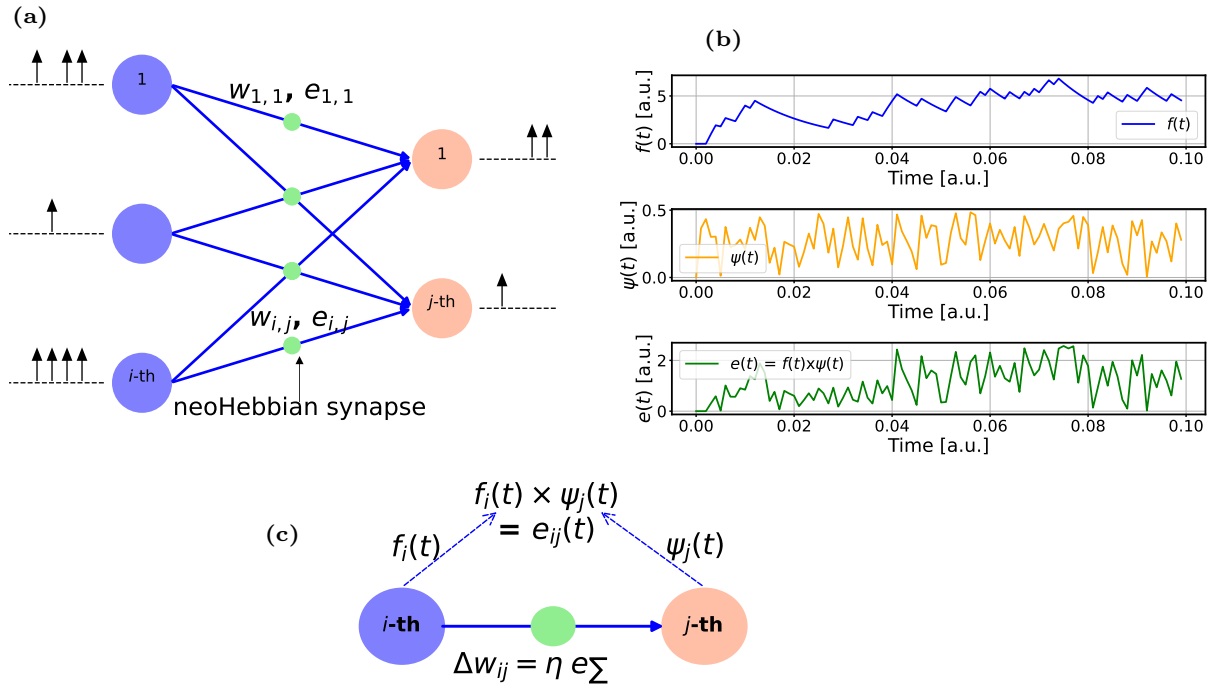 (a)
1
w1,1, e1,1
1
i-th
wi,j, ei,j
j-th
neoHebbian synapse
(b)
f(t) [a.u.]
5
0
f(t)
0.00 0.02 0.04 0.06 0.08 0.10
Time [a.u.]
ψ(t) [a.u.]
0.5
0.0
ψ(t)
0.00 0.02 0.04 0.06 0.08 0.10
Time [a.u.]
e(t) [a.u.]
2
0
e(t) = f(t)xψ(t)
0.00 0.02 0.04 0.06 0.08 0.10
Time [a.u.]
(c)
fi(t) × ψj(t)
= eij(t)
fi(t)
ψj(t)
i-th
j-th
Δwij = η e∑